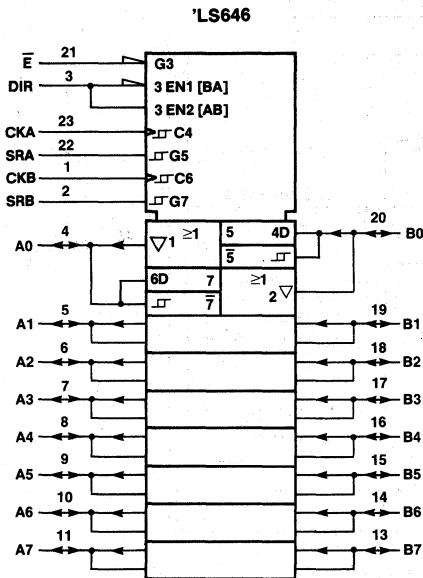 'LS646
E̅ 21 G3
DIR 3 3 EN1 [BA]
3 EN2 [AB]
CKA 23 C4
SRA 22 G5
CKB 1 C6
SRB 2 G7
A0 4 ▽1 ≥1 5 4D 20 B0
5̅
6D 7 ≥1
7̅ 2▽
A1 5 19 B1
A2 6 18 B2
A3 7 17 B3
A4 8 16 B4
A5 9 15 B5
A6 10 14 B6
A7 11 13 B7